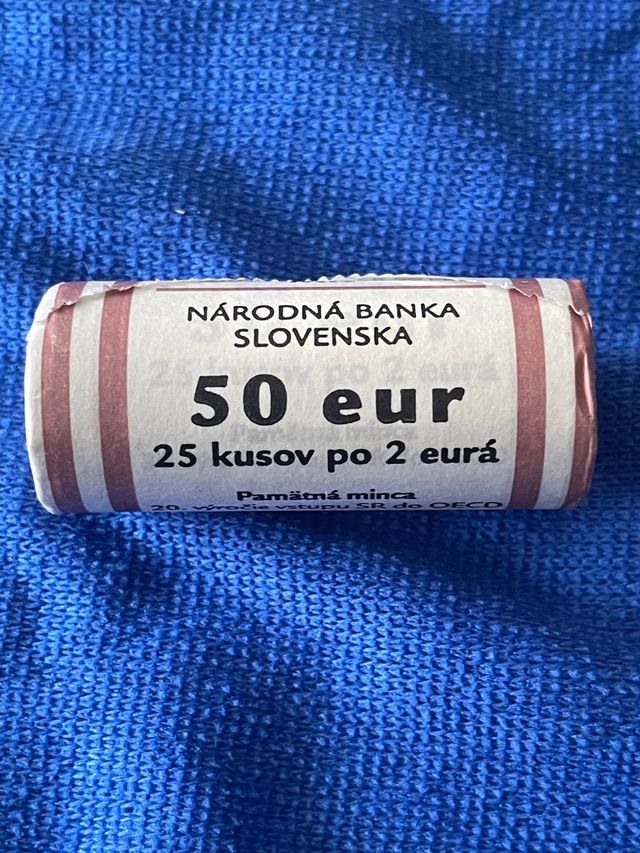 NÁRODNÁ BANKA
SLOVENSKA
50 eur
25 kusov po 2 eurá
Pamätná minca
20. výročie vstupu SR do OECD